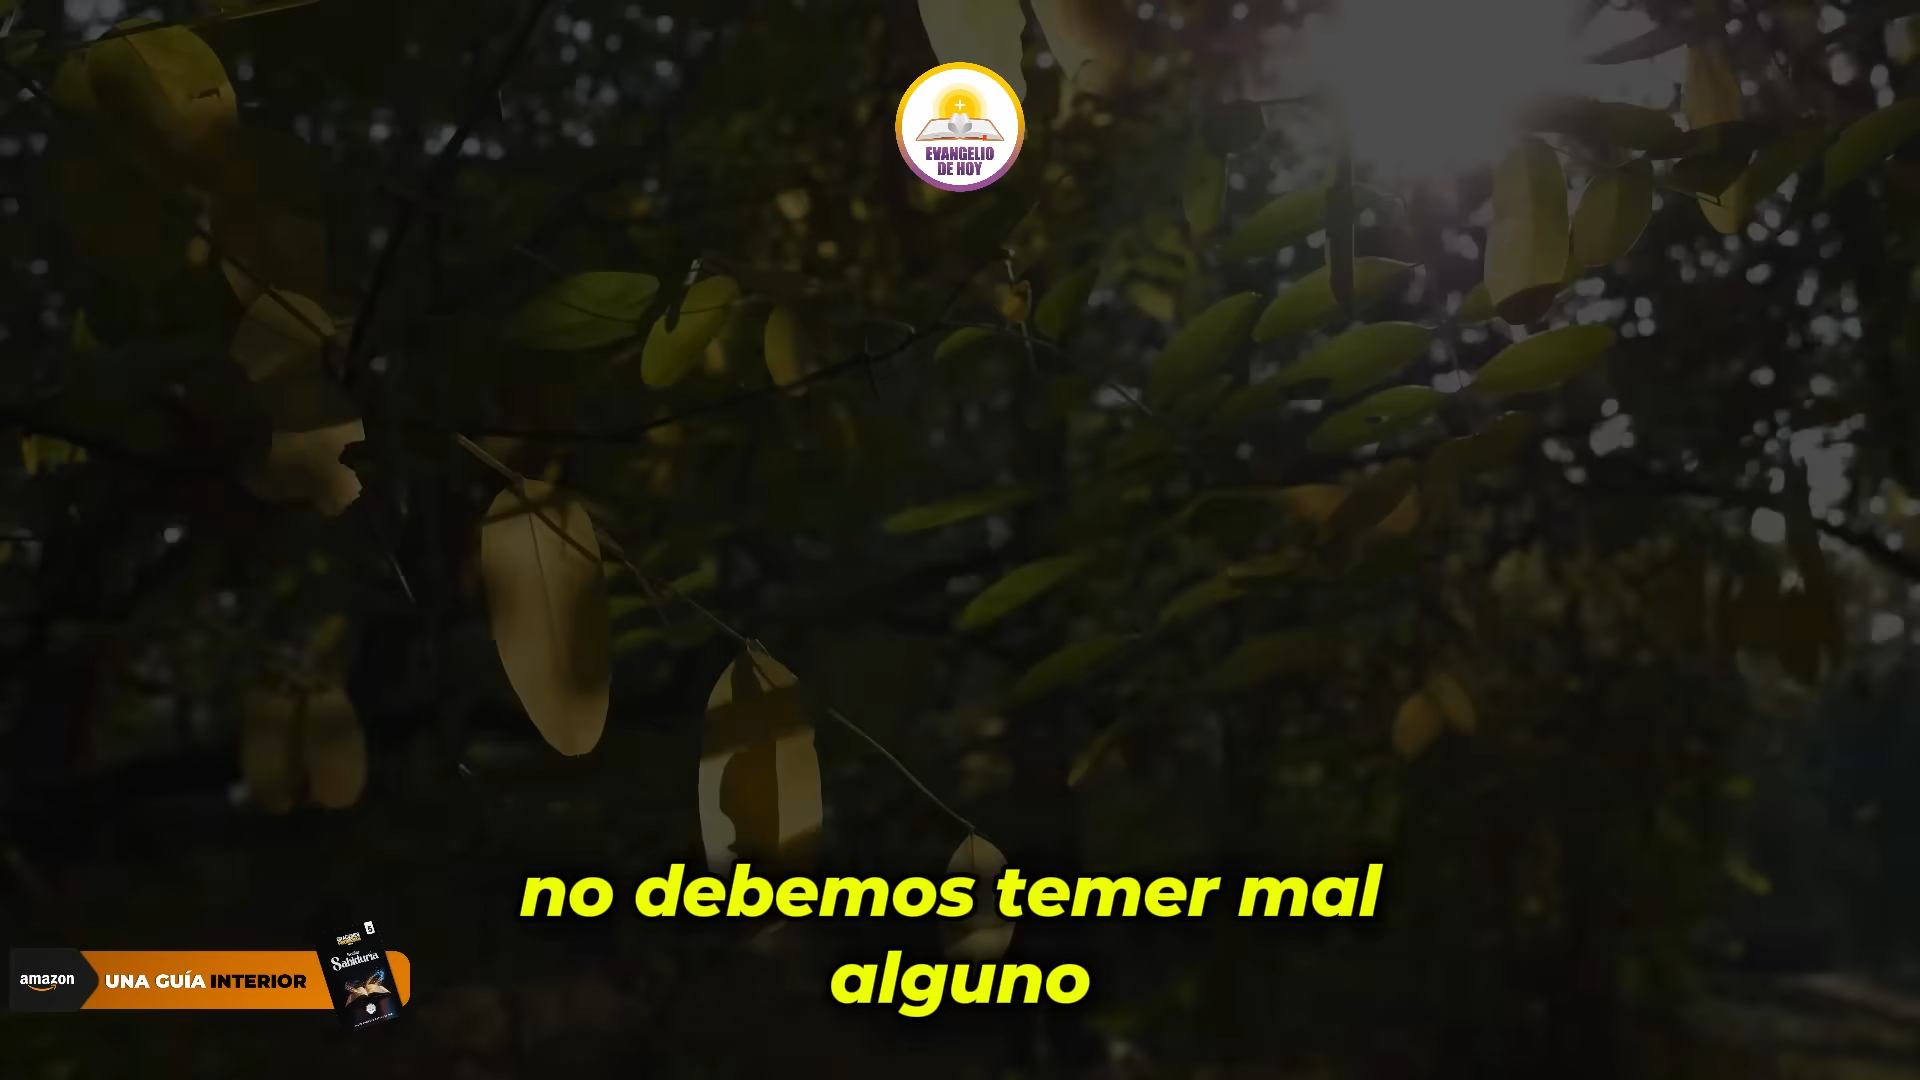 EVANGELIO
DE HOY
no debemos temer mal
alguno
amazon
UNA GUÍA INTERIOR
Sabiduría